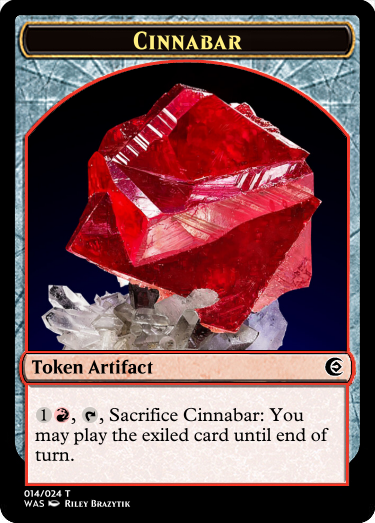 Cinnabar
Token Artifact
1, , Sacrifice Cinnabar: You
may play the exiled card until end of
turn.
014/024 T
WAS Riley Brazytik